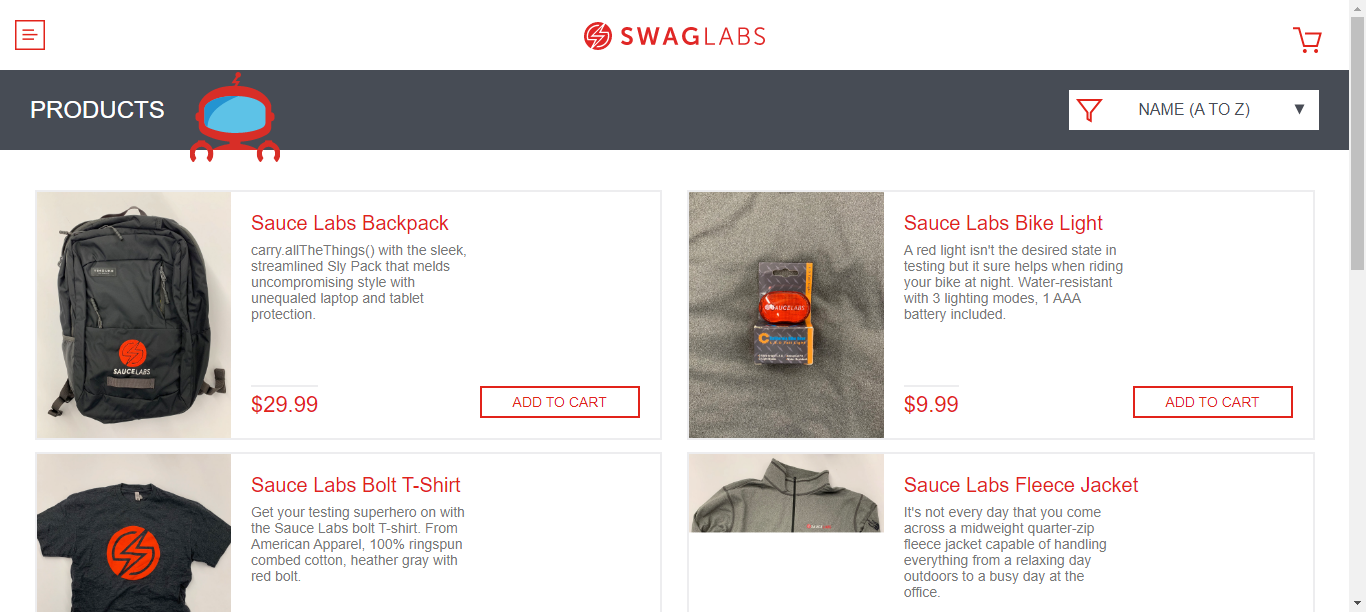 SWAGLABS
PRODUCTS
NAME (A TO Z) ▼
Sauce Labs Backpack
carry.allTheThings() with the sleek,
streamlined Sly Pack that melds
uncompromising style with
unequaled laptop and tablet
protection.
$29.99
ADD TO CART
SAUCELABS
Sauce Labs Bike Light
A red light isn't the desired state in
testing but it sure helps when riding
your bike at night. Water-resistant
with 3 lighting modes, 1 AAA
battery included.
$9.99
ADD TO CART
SAUCELABS
Sauce Labs Bolt T-Shirt
Get your testing superhero on with
the Sauce Labs bolt T-shirt. From
American Apparel, 100% ringspun
combed cotton, heather gray with
red bolt.
Sauce Labs Fleece Jacket
It's not every day that you come
across a midweight quarter-zip
fleece jacket capable of handling
everything from a relaxing day
outdoors to a busy day at the
office.